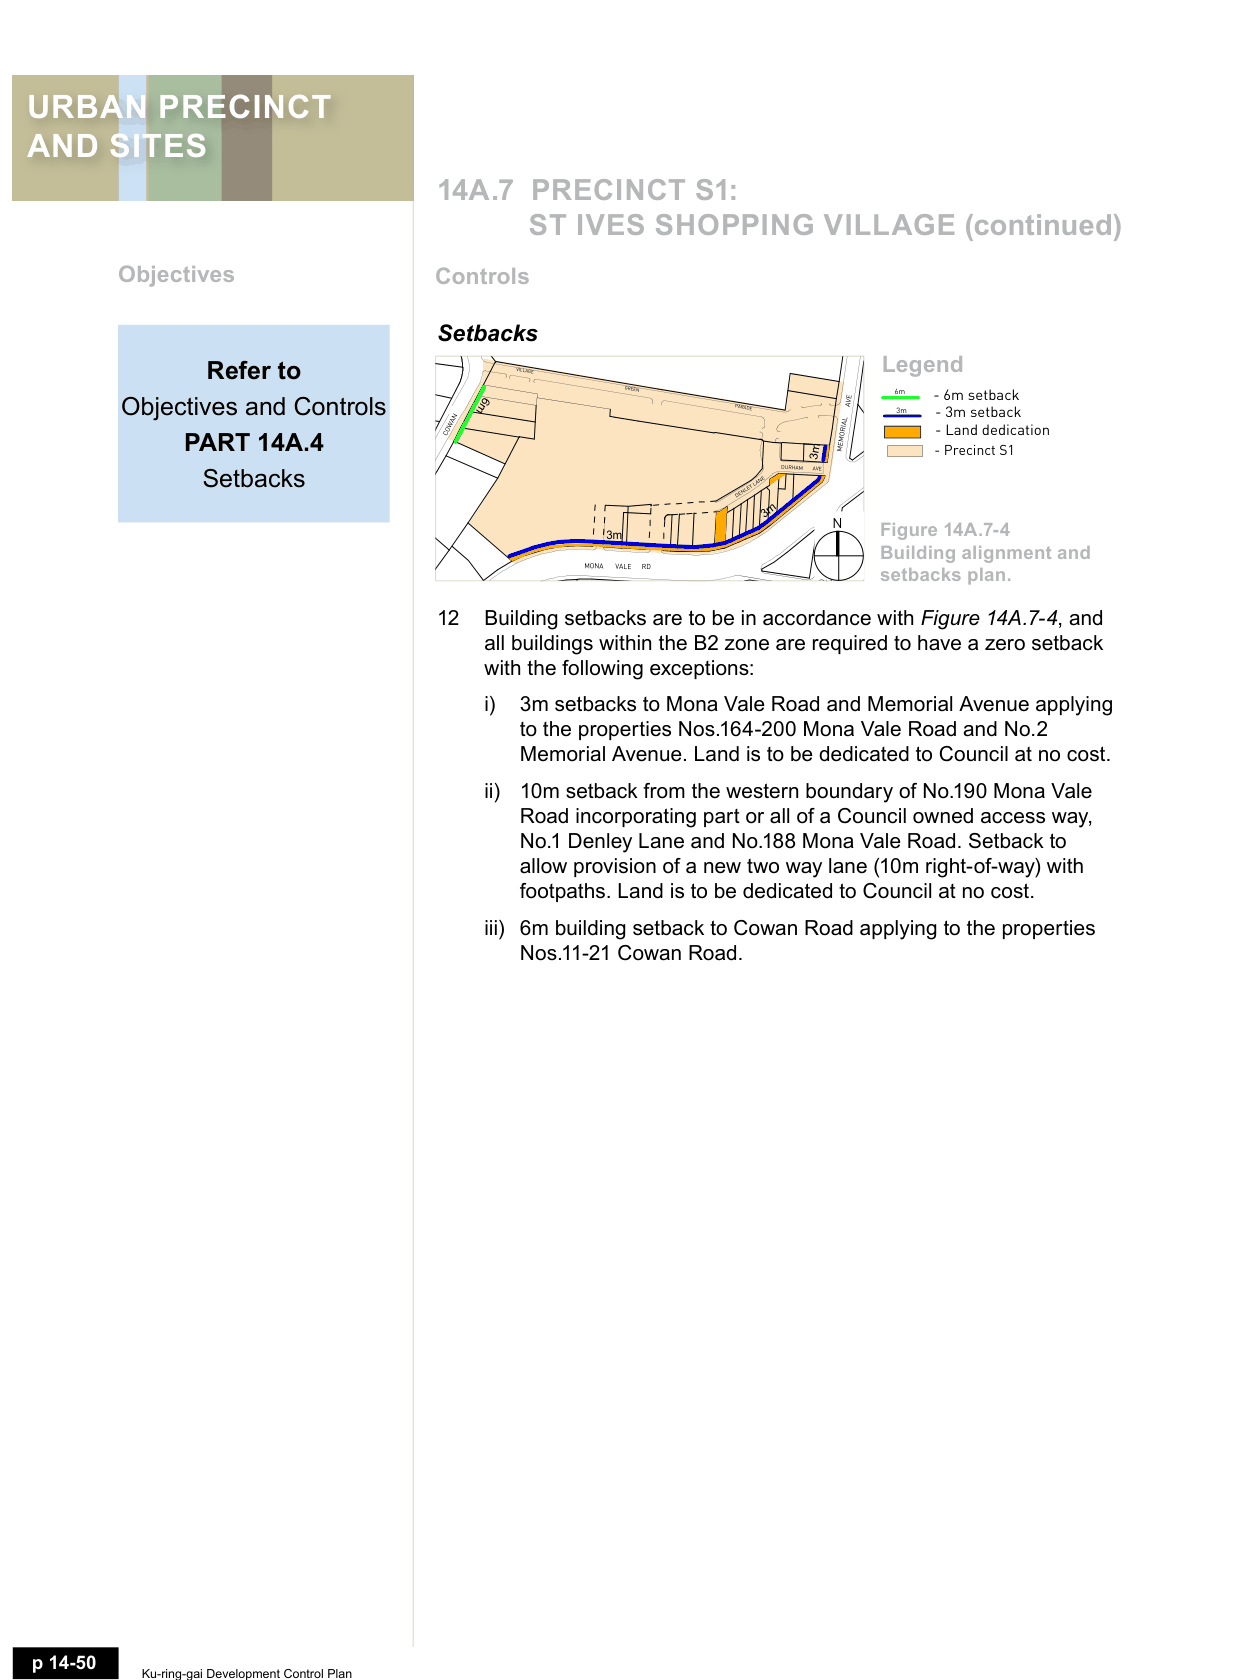 URBAN PRECINCT
AND SITES
14A.7 PRECINCT S1:
ST IVES SHOPPING VILLAGE (continued)
Objectives
Refer to
Objectives and Controls
PART 14A.4
Setbacks
Controls
Setbacks
VILLAGE GREEN PARADE
COWAN
6m
MEMORIAL AVE
3m
DURHAM AVE
DENLEY LANE
3m
3m
MONA VALE RD
N
Legend
6m - 6m setback
3m - 3m setback
- Land dedication
- Precinct S1
Figure 14A.7-4
Building alignment and
setbacks plan.
12 Building setbacks are to be in accordance with Figure 14A.7-4, and
all buildings within the B2 zone are required to have a zero setback
with the following exceptions:
i) 3m setbacks to Mona Vale Road and Memorial Avenue applying
to the properties Nos.164-200 Mona Vale Road and No.2
Memorial Avenue. Land is to be dedicated to Council at no cost.
ii) 10m setback from the western boundary of No.190 Mona Vale
Road incorporating part or all of a Council owned access way,
No.1 Denley Lane and No.188 Mona Vale Road. Setback to
allow provision of a new two way lane (10m right-of-way) with
footpaths. Land is to be dedicated to Council at no cost.
iii) 6m building setback to Cowan Road applying to the properties
Nos.11-21 Cowan Road.
p 14-50
Ku-ring-gai Development Control Plan